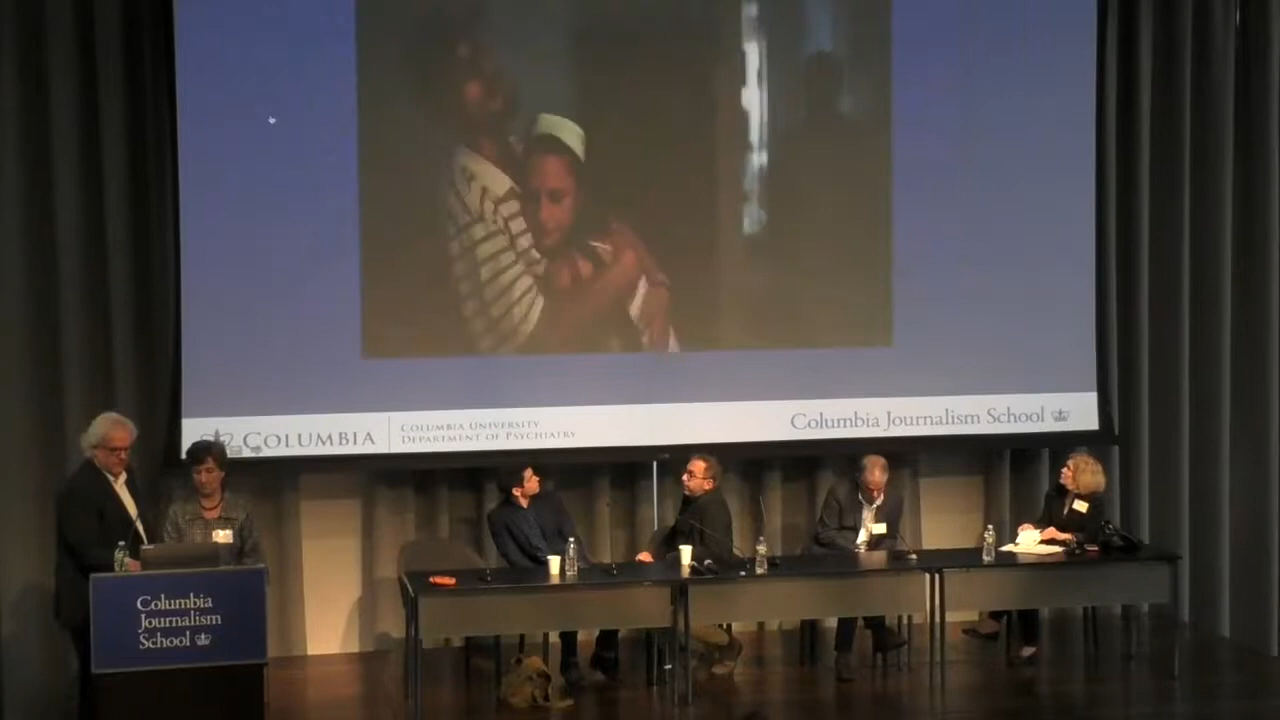 COLUMBIA
COLUMBIA UNIVERSITY
DEPARTMENT OF PSYCHIATRY
Columbia Journalism School
Columbia
Journalism
School